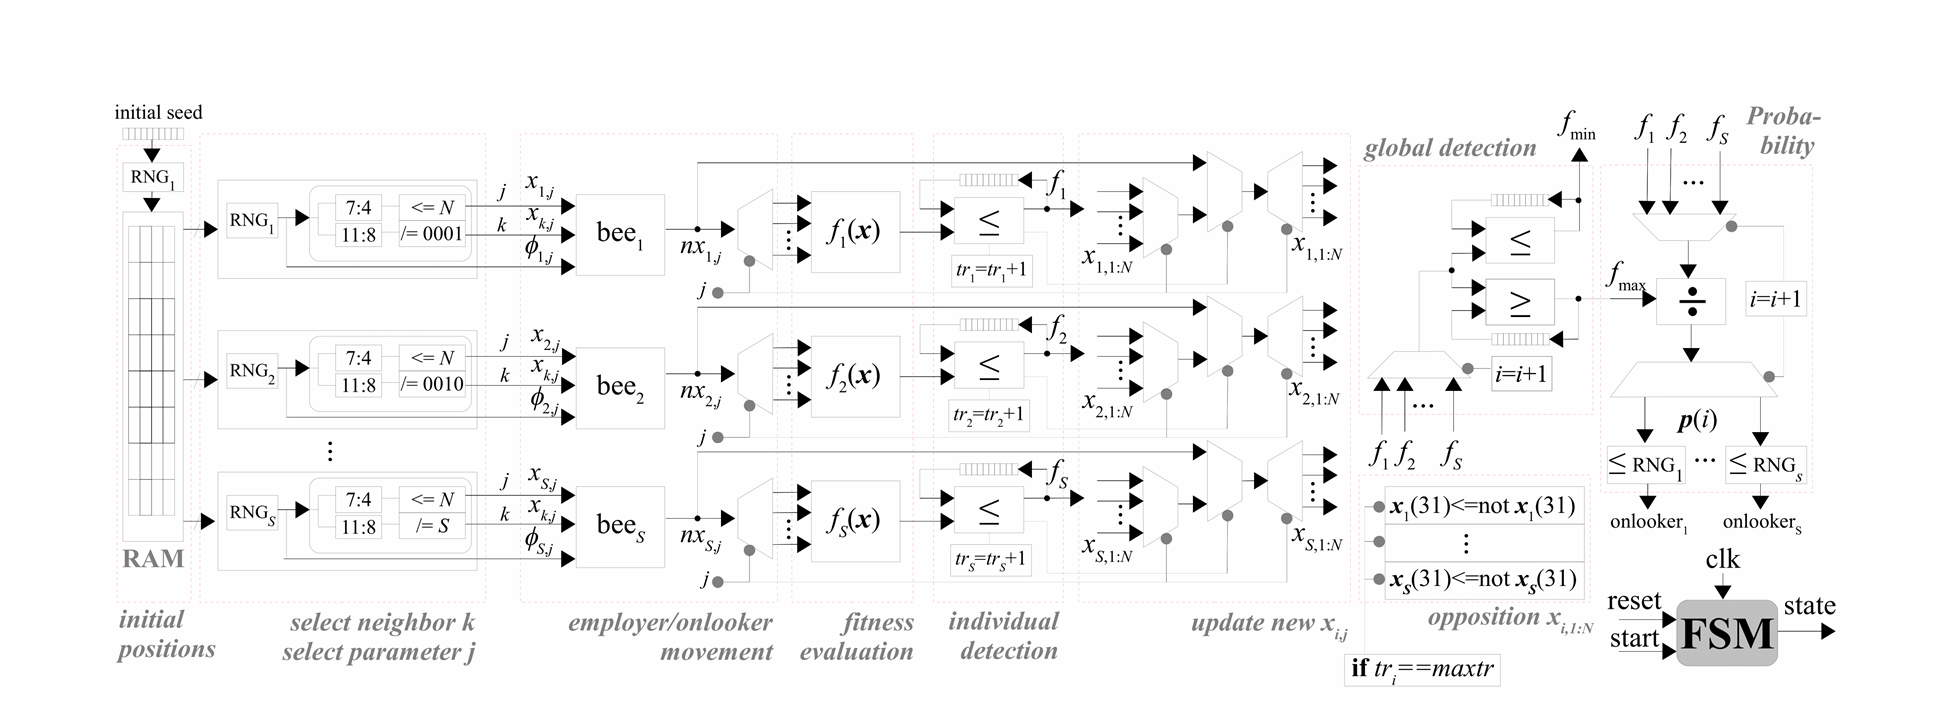 initial seed
RNG1
RAM
initial
positions
RNG1
7:4
<= N
11:8
/= 0001
j
x1,j
k
xk,j
ϕ1,j
bee1
nx1,j
j
f1(x)
f1
≤
tr1=tr1+1
x1,1:N
x1,1:N
RNG2
7:4
<= N
11:8
/= 0010
j
x2,j
k
xk,j
ϕ2,j
bee2
nx2,j
j
f2(x)
f2
≤
tr2=tr2+1
x2,1:N
x2,1:N
RNGS
7:4
<= N
11:8
/= S
j
xS,j
k
xk,j
ϕS,j
beeS
nxS,j
j
fS(x)
fS
≤
trS=trS+1
xS,1:N
xS,1:N
select neighbor k
select parameter j
employer/onlooker
movement
fitness
evaluation
individual
detection
update new xi,j
global detection
fmin
≤
≥
fmax
i=i+1
f1 f2 ... fS
x1(31)<=not x1(31)
xS(31)<=not xS(31)
opposition xi,1:N
if tri==maxtr
Proba-
bility
f1 f2 fS
...
÷
i=i+1
p(i)
≤ RNG1 ... ≤ RNGs
onlooker1 onlookers
clk
reset
start
FSM
state